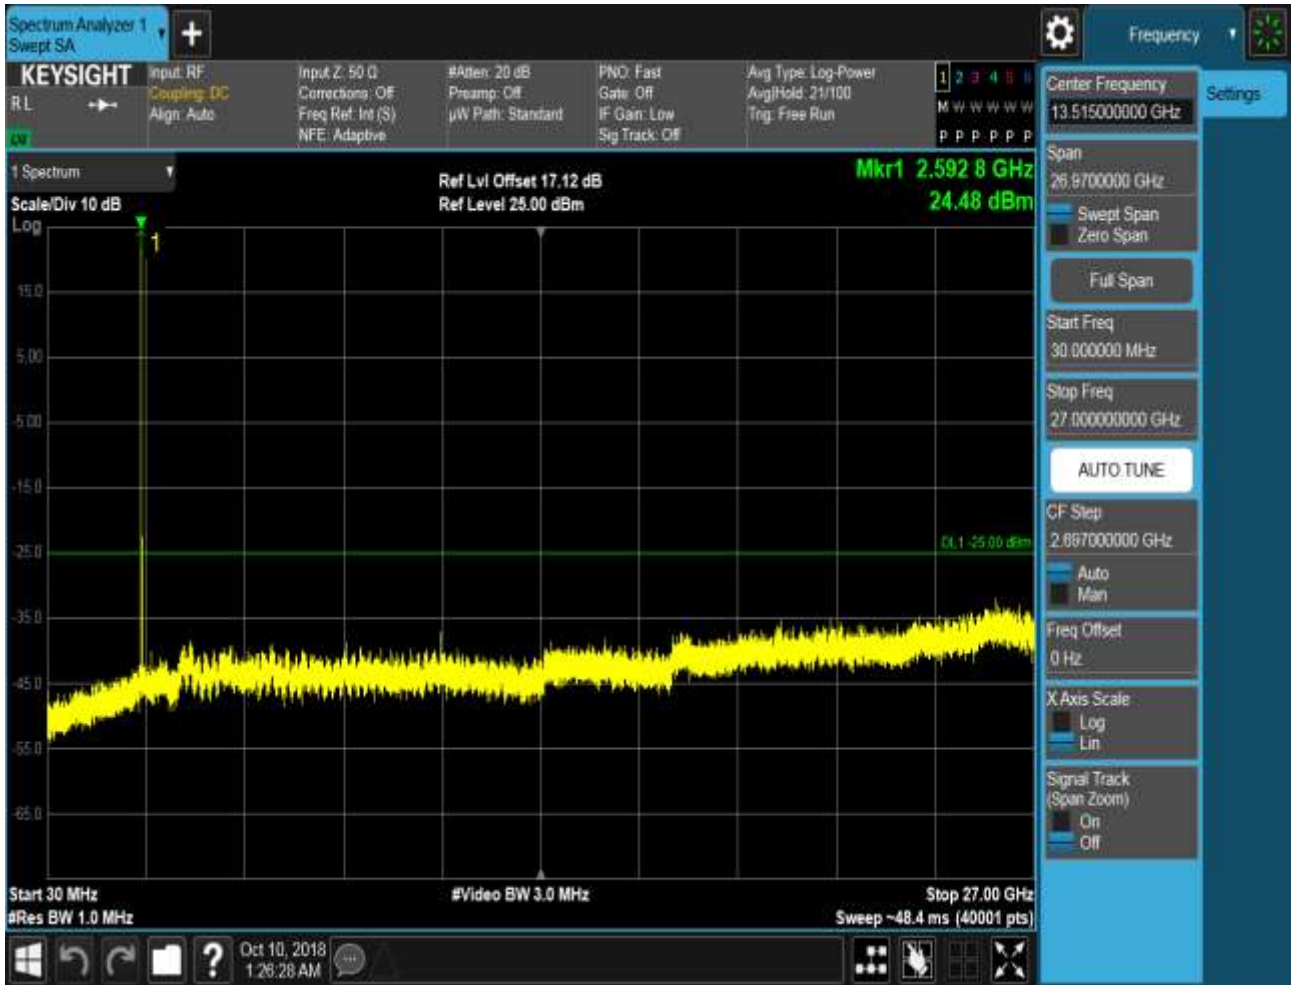 Spectrum Analyzer 1
Swept SA
Frequency
KEYSIGHT
R L
Input: RF
Coupling: DC
Align: Auto
Input Z: 50 Ω
Corrections: Off
Freq Ref: Int (S)
NFE: Adaptive
#Atten: 20 dB
Preamp: Off
µW Path: Standard
PNO: Fast
Gate: Off
IF Gain: Low
Sig Track: Off
Avg Type: Log-Power
Avg|Hold: 21/100
Trig: Free Run
1 2 3 4 5 6
M W W W W W
P P P P P P
1 Spectrum
Scale/Div 10 dB
Log
Ref Lvl Offset 17.12 dB
Ref Level 25.00 dBm
Mkr1 2.592 8 GHz
24.48 dBm
1
15.0
5.00
-5.00
-15.0
-25.0
DL1 -25.00 dBm
-35.0
-45.0
-55.0
-65.0
Start 30 MHz
#Video BW 3.0 MHz
Stop 27.00 GHz
#Res BW 1.0 MHz
Sweep ~48.4 ms (40001 pts)
Center Frequency
13.515000000 GHz
Settings
Span
26.9700000 GHz
Swept Span
Zero Span
Full Span
Start Freq
30.000000 MHz
Stop Freq
27.000000000 GHz
AUTO TUNE
CF Step
2.697000000 GHz
Auto
Man
Freq Offset
0 Hz
X Axis Scale
Log
Lin
Signal Track
(Span Zoom)
On
Off
?
Oct 10, 2018
1:26:28 AM